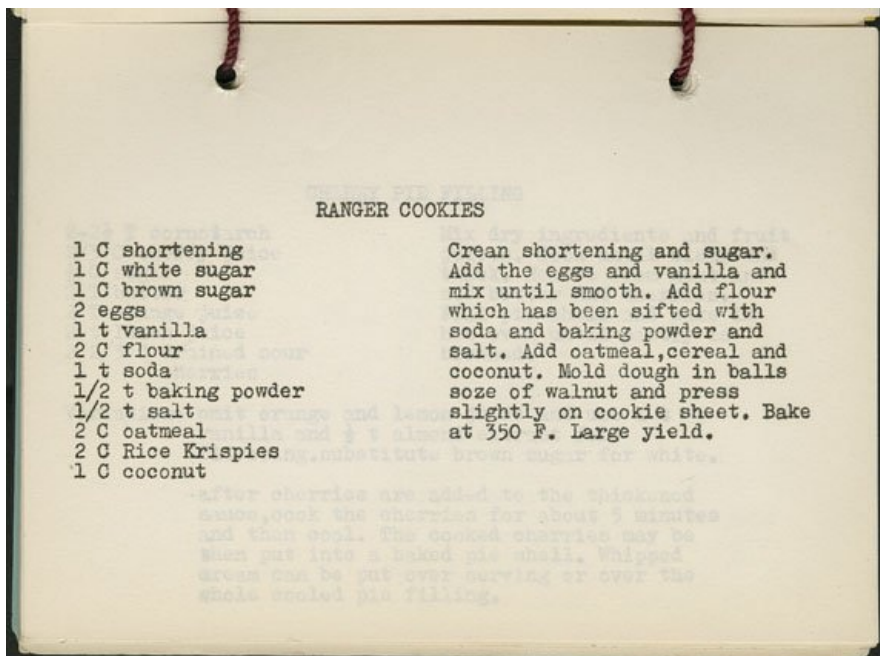 RANGER COOKIES
1 C shortening
1 C white sugar
1 C brown sugar
2 eggs
1 t vanilla
2 C flour
1 t soda
1/2 t baking powder
1/2 t salt
2 C oatmeal
2 C Rice Krispies
1 C coconut
Crean shortening and sugar.
Add the eggs and vanilla and
mix until smooth. Add flour
which has been sifted with
soda and baking powder and
salt. Add oatmeal,cereal and
coconut. Mold dough in balls
soze of walnut and press
slightly on cookie sheet. Bake
at 350 F. Large yield.